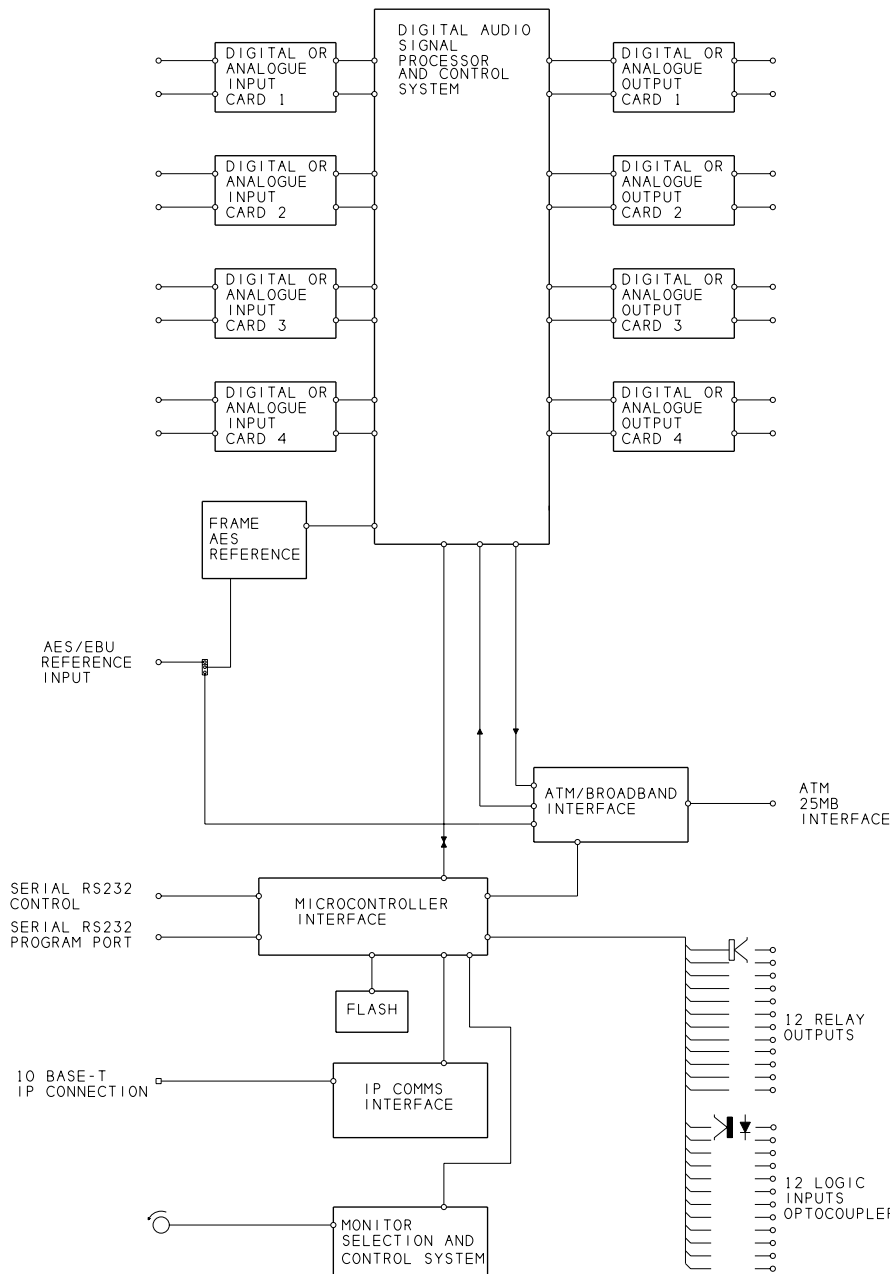 DIGITAL AUDIO
SIGNAL
PROCESSOR
AND CONTROL
SYSTEM
DIGITAL OR
ANALOGUE
INPUT
CARD 1
DIGITAL OR
ANALOGUE
OUTPUT
CARD 1
DIGITAL OR
ANALOGUE
INPUT
CARD 2
DIGITAL OR
ANALOGUE
OUTPUT
CARD 2
DIGITAL OR
ANALOGUE
INPUT
CARD 3
DIGITAL OR
ANALOGUE
OUTPUT
CARD 3
DIGITAL OR
ANALOGUE
INPUT
CARD 4
DIGITAL OR
ANALOGUE
OUTPUT
CARD 4
FRAME
AES
REFERENCE
AES/EBU
REFERENCE
INPUT
ATM/BROADBAND
INTERFACE
ATM
25MB
INTERFACE
SERIAL RS232
CONTROL
SERIAL RS232
PROGRAM PORT
MICROCONTROLLER
INTERFACE
FLASH
12 RELAY
OUTPUTS
10 BASE-T
IP CONNECTION
IP COMMS
INTERFACE
12 LOGIC
INPUTS
OPTOCOUPLER
MONITOR
SELECTION AND
CONTROL SYSTEM